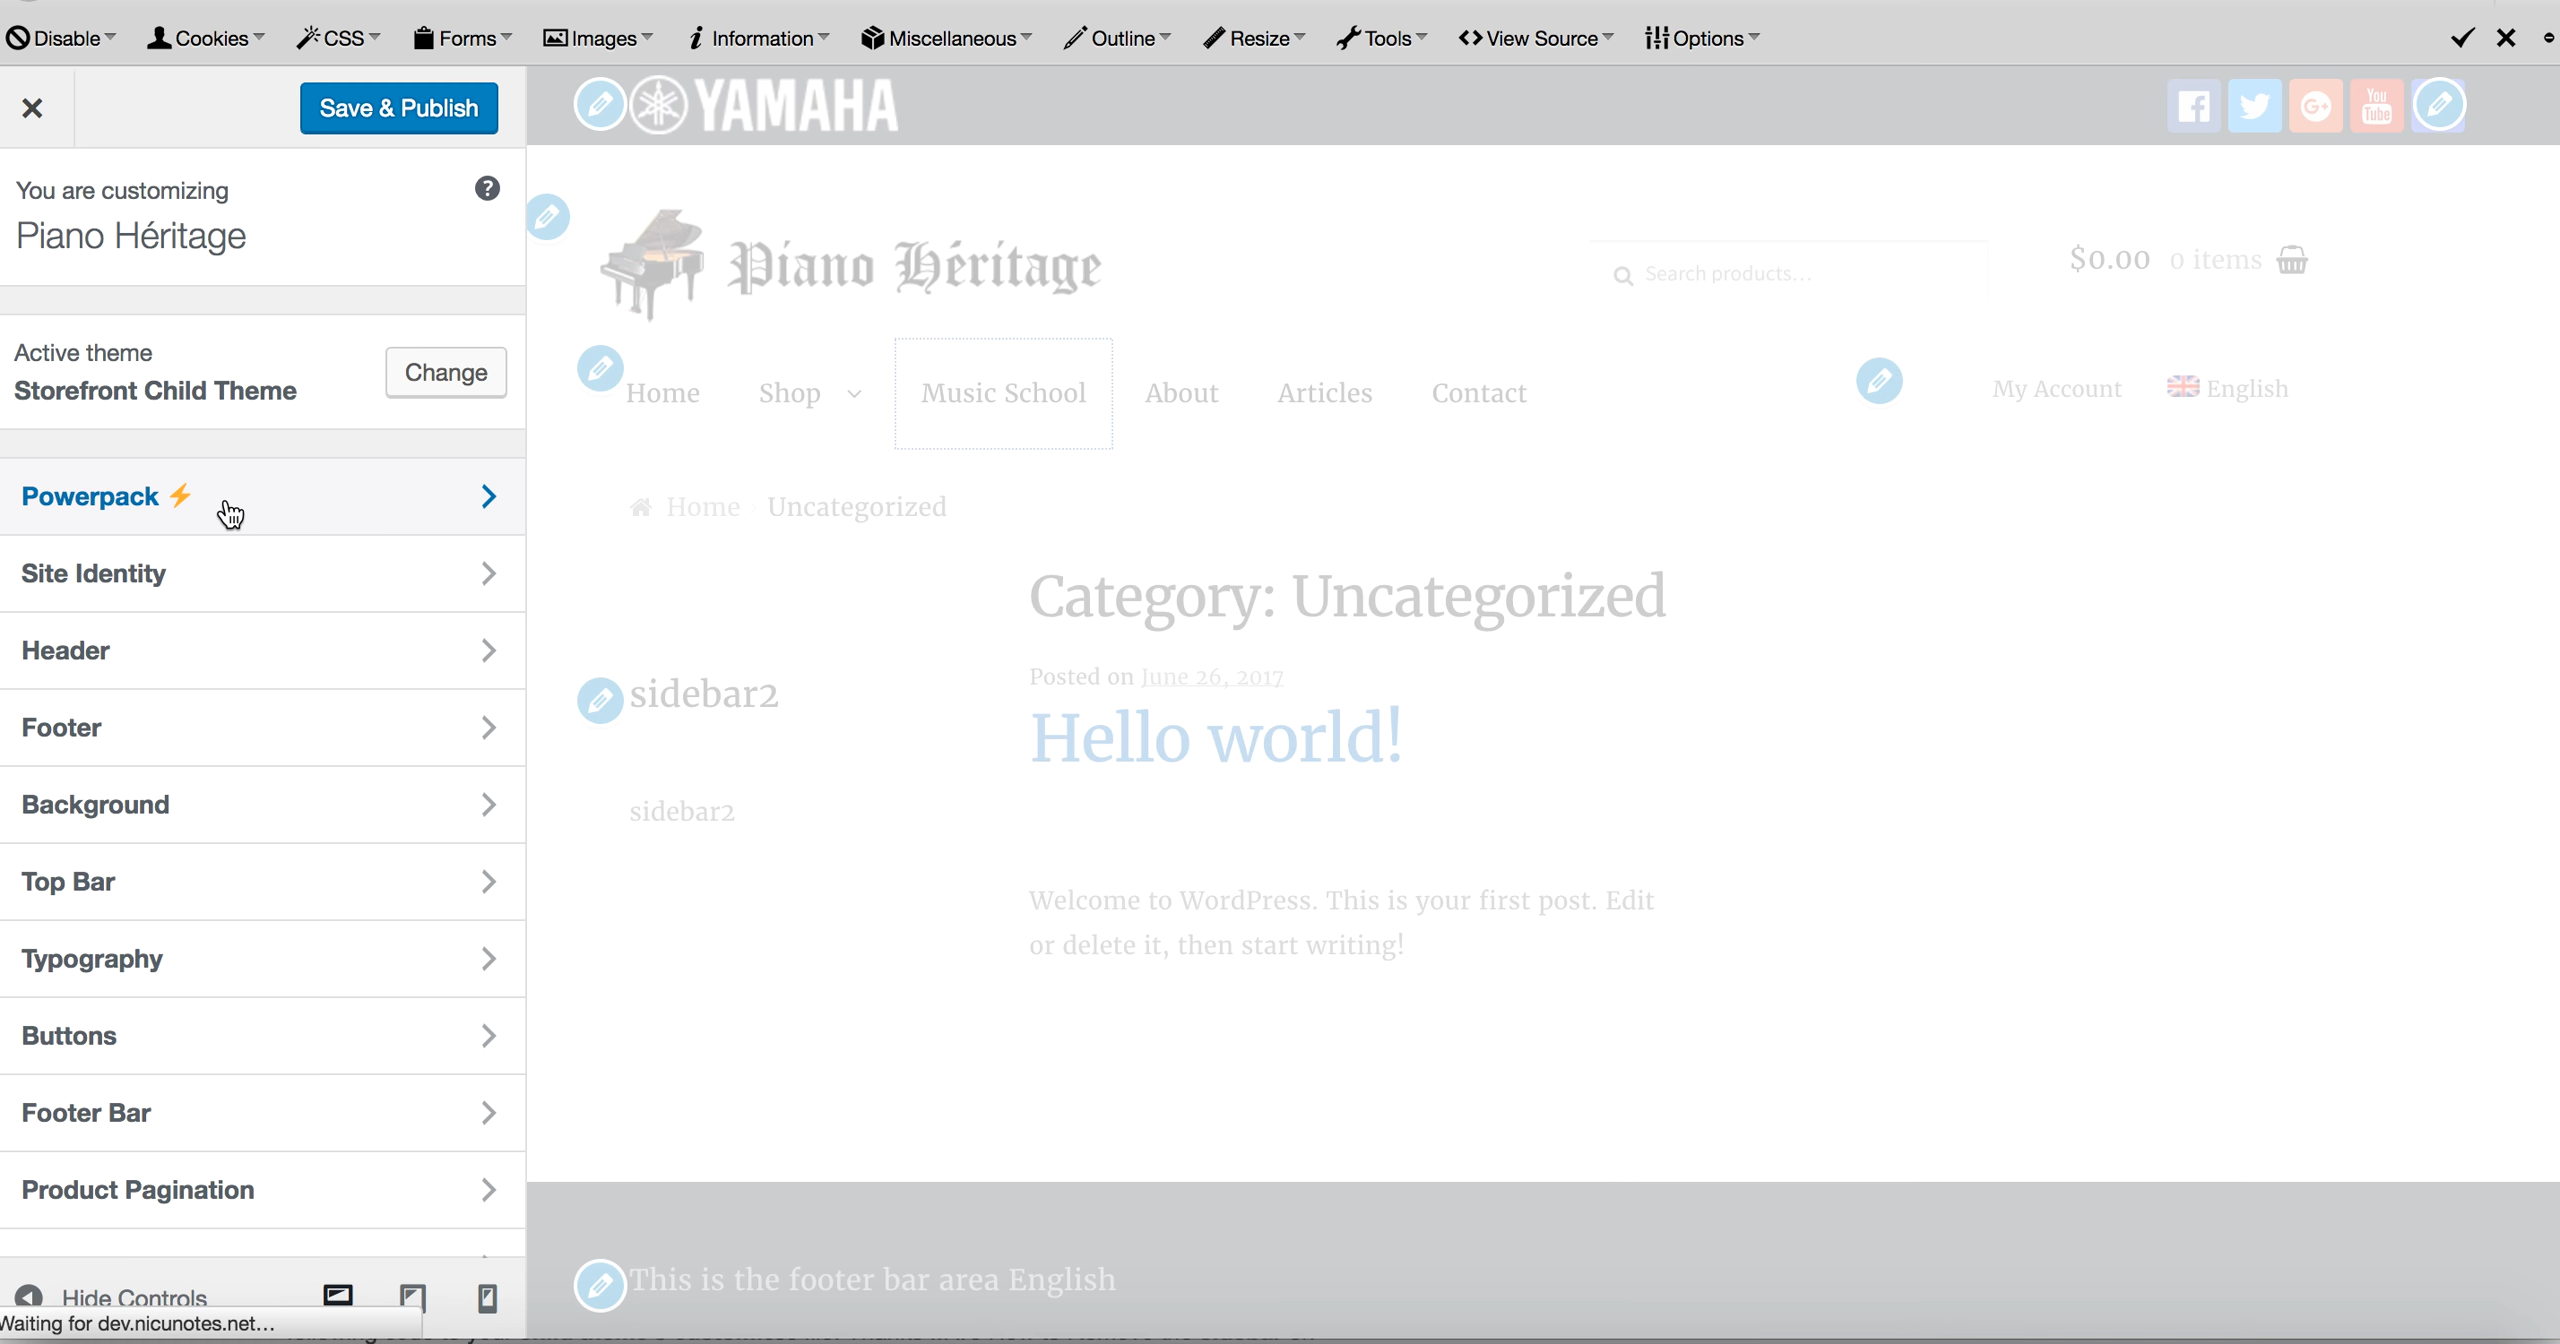 Disable Cookies CSS Forms Images Information Miscellaneous Outline Resize Tools View Source Options
Save & Publish
You are customizing
Piano Héritage
Active theme
Storefront Child Theme
Change
Powerpack ⚡
Site Identity
Header
Footer
Background
Top Bar
Typography
Buttons
Footer Bar
Product Pagination
Hide Controls
Waiting for dev.nicunotes.net...
YAMAHA
You
Tube
Piano Héritage
Search products...
$0.00 0 items
Home Shop Music School About Articles Contact
My Account English
Home Uncategorized
Category: Uncategorized
sidebar2
sidebar2
Posted on June 26, 2017
Hello world!
Welcome to WordPress. This is your first post. Edit
or delete it, then start writing!
This is the footer bar area English